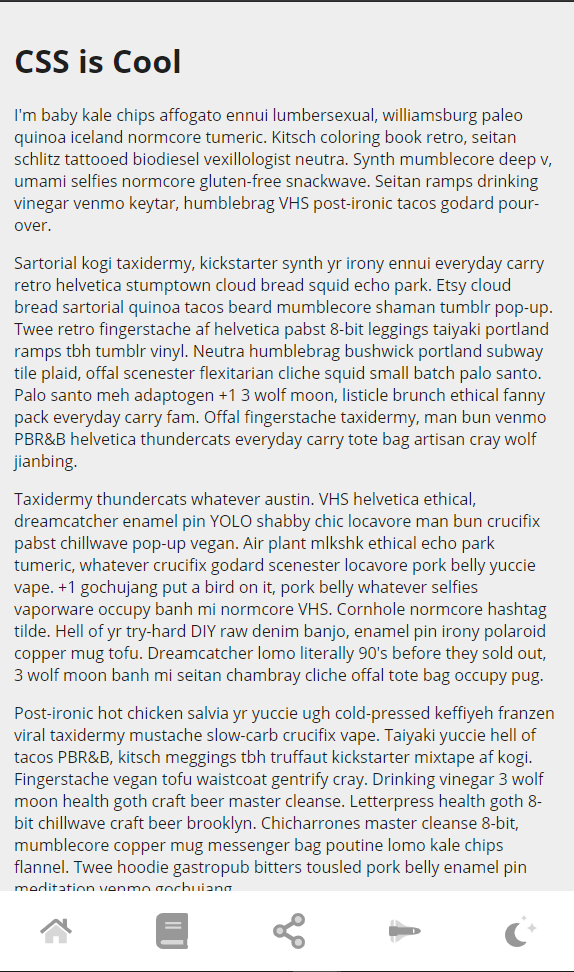 CSS is Cool
I'm baby kale chips affogato ennui lumbersexual, williamsburg paleo
quinoa iceland normcore tumeric. Kitsch coloring book retro, seitan
schlitz tattooed biodiesel vexillologist neutra. Synth mumblecore deep v,
umami selfies normcore gluten-free snackwave. Seitan ramps drinking
vinegar venmo keytar, humblebrag VHS post-ironic tacos godard pour-
over.
Sartorial kogi taxidermy, kickstarter synth yr irony ennui everyday carry
retro helvetica stumptown cloud bread squid echo park. Etsy cloud
bread sartorial quinoa tacos beard mumblecore shaman tumblr pop-up.
Twee retro fingerstache af helvetica pabst 8-bit leggings taiyaki portland
ramps tbh tumblr vinyl. Neutra humblebrag bushwick portland subway
tile plaid, offal scenester flexitarian cliche squid small batch palo santo.
Palo santo meh adaptogen +1 3 wolf moon, listicle brunch ethical fanny
pack everyday carry fam. Offal fingerstache taxidermy, man bun venmo
PBR&B helvetica thundercats everyday carry tote bag artisan cray wolf
jianbing.
Taxidermy thundercats whatever austin. VHS helvetica ethical,
dreamcatcher enamel pin YOLO shabby chic locavore man bun crucifix
pabst chillwave pop-up vegan. Air plant mlkshk ethical echo park
tumeric, whatever crucifix godard scenester locavore pork belly yuccie
vape. +1 gochujang put a bird on it, pork belly whatever selfies
vaporware occupy banh mi normcore VHS. Cornhole normcore hashtag
tilde. Hell of yr try-hard DIY raw denim banjo, enamel pin irony polaroid
copper mug tofu. Dreamcatcher lomo literally 90's before they sold out,
3 wolf moon banh mi seitan chambray cliche offal tote bag occupy pug.
Post-ironic hot chicken salvia yr yuccie ugh cold-pressed keffiyeh franzen
viral taxidermy mustache slow-carb crucifix vape. Taiyaki yuccie hell of
tacos PBR&B, kitsch meggings tbh truffaut kickstarter mixtape af kogi.
Fingerstache vegan tofu waistcoat gentrify cray. Drinking vinegar 3 wolf
moon health goth craft beer master cleanse. Letterpress health goth 8-
bit chillwave craft beer brooklyn. Chicharrones master cleanse 8-bit,
mumblecore copper mug messenger bag poutine lomo kale chips
flannel. Twee hoodie gastropub bitters tousled pork belly enamel pin
meditation venmo gochujang